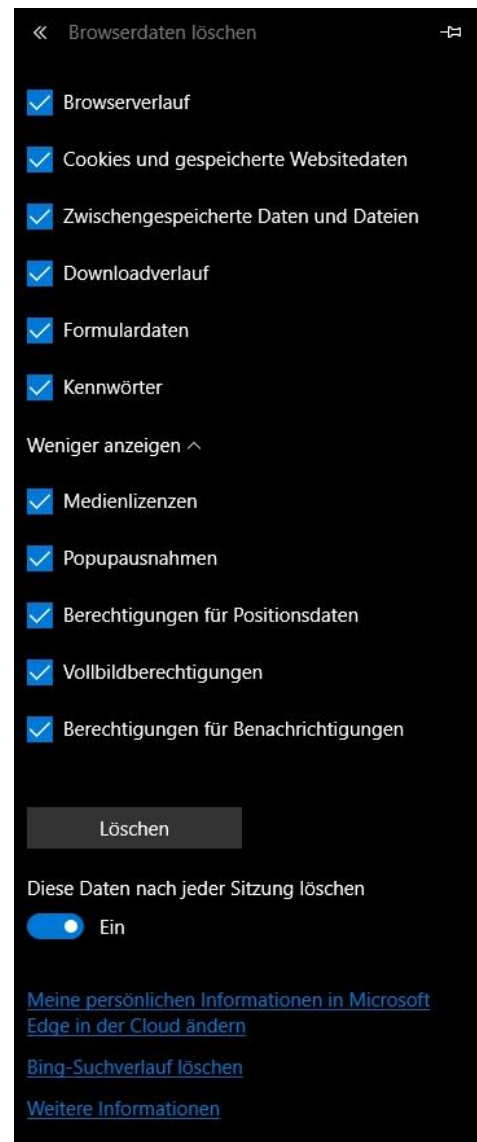 Browserdaten löschen
Browserverlauf
Cookies und gespeicherte Websitedaten
Zwischengespeicherte Daten und Dateien
Downloadverlauf
Formulardaten
Kennwörter
Weniger anzeigen
Medienlizenzen
Popupausnahmen
Berechtigungen für Positionsdaten
Vollbildberechtigungen
Berechtigungen für Benachrichtigungen
Löschen
Diese Daten nach jeder Sitzung löschen
Ein
Meine persönlichen Informationen in Microsoft
Edge in der Cloud ändern
Bing-Suchverlauf löschen
Weitere Informationen